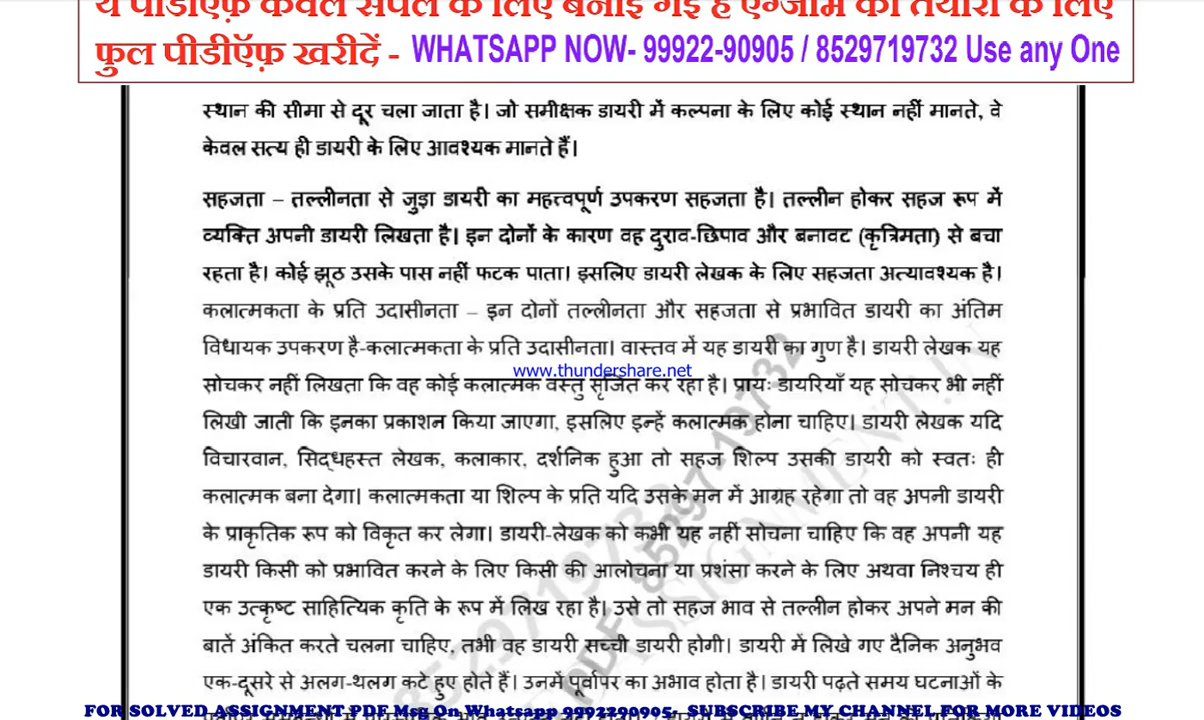 ये पीडीएफ़ केवल सैंपल के लिए बनाई गई है एग्जाम की तैयारी के लिए
फुल पीडीऍफ़ खरीदें - WHATSAPP NOW- 99922-90905 / 8529719732 Use any One
स्थान की सीमा से दूर चला जाता है। जो समीक्षक डायरी में कल्पना के लिए कोई स्थान नहीं मानते, वे
केवल सत्य ही डायरी के लिए आवश्यक मानते हैं।
सहजता – तल्लीनता से जुड़ा डायरी का महत्त्वपूर्ण उपकरण सहजता है। तल्लीन होकर सहज रूप में
व्यक्ति अपनी डायरी लिखता है। इन दोनों के कारण वह दुराव-छिपाव और बनावट (कृत्रिमता) से बचा
रहता है। कोई झूठ उसके पास नहीं फटक पाता। इसलिए डायरी लेखक के लिए सहजता अत्यावश्यक है।
कलात्मकता के प्रति उदासीनता – इन दोनों तल्लीनता और सहजता से प्रभावित डायरी का अंतिम
विधायक उपकरण है-कलात्मकता के प्रति उदासीनता। वास्तव में यह डायरी का गुण है। डायरी लेखक यह
www.thundershare.net
सोचकर नहीं लिखता कि वह कोई कलात्मक वस्तु सृजित कर रहा है। प्रायः डायरियाँ यह सोचकर भी नहीं
लिखी जाती कि इनका प्रकाशन किया जाएगा, इसलिए इन्हें कलात्मक होना चाहिए। डायरी लेखक यदि
विचारवान, सिद्धहस्त लेखक, कलाकार, दर्शनिक हुआ तो सहज शिल्प उसकी डायरी को स्वतः ही
कलात्मक बना देगा। कलात्मकता या शिल्प के प्रति यदि उसके मन में आग्रह रहेगा तो वह अपनी डायरी
के प्राकृतिक रूप को विकृत कर लेगा। डायरी-लेखक को कभी यह नहीं सोचना चाहिए कि वह अपनी यह
डायरी किसी को प्रभावित करने के लिए किसी की आलोचना या प्रशंसा करने के लिए अथवा निश्चय ही
एक उत्कृष्ट साहित्यिक कृति के रूप में लिख रहा है। उसे तो सहज भाव से तल्लीन होकर अपने मन की
बातें अंकित करते चलना चाहिए, तभी वह डायरी सच्ची डायरी होगी। डायरी में लिखे गए दैनिक अनुभव
एक-दूसरे से अलग-थलग कटे हुए होते हैं। उनमें पूर्वापर का अभाव होता है। डायरी पढ़ते समय घटनाओं के
FOR SOLVED ASSIGNMENT PDF Msg On Whatsapp 9992290905- SUBSCRIBE MY CHANNEL FOR MORE VIDEOS